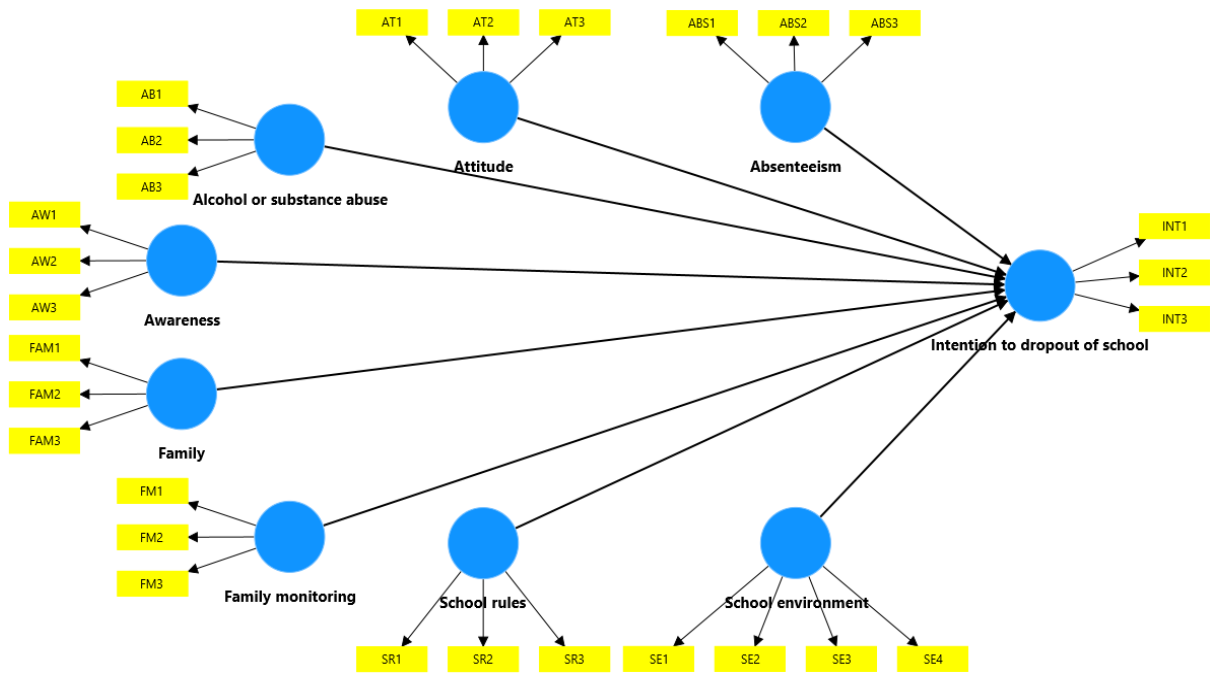 AT1
AT2
AT3
ABS1
ABS2
ABS3
Attitude
Absenteeism
AB1
AB2
AB3
Alcohol or substance abuse
AW1
AW2
AW3
Awareness
INT1
INT2
INT3
Intention to dropout of school
FAM1
FAM2
FAM3
Family
FM1
FM2
FM3
Family monitoring
School rules
School environment
SR1
SR2
SR3
SE1
SE2
SE3
SE4